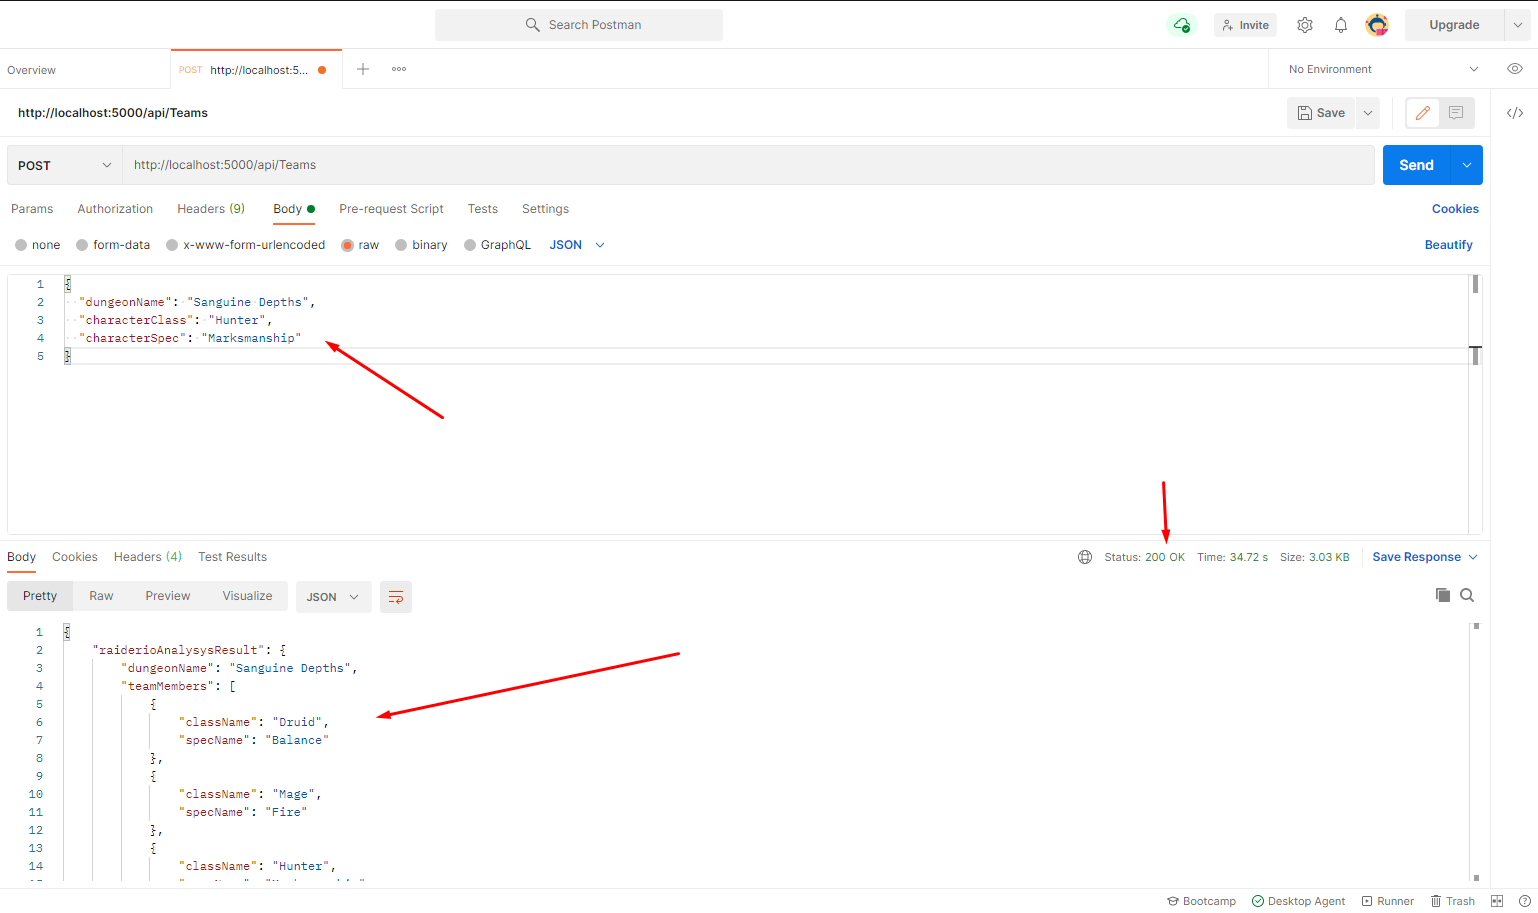 Search Postman
Invite
Upgrade
Overview
POST http://localhost:5...
No Environment
http://localhost:5000/api/Teams
Save
POST
http://localhost:5000/api/Teams
Send
Params Authorization Headers (9) Body Pre-request Script Tests Settings Cookies
none form-data x-www-form-urlencoded raw binary GraphQL JSON Beautify
1 {
2 "dungeonName": "Sanguine Depths",
3 "characterClass": "Hunter",
4 "characterSpec": "Marksmanship"
5 }
Body Cookies Headers (4) Test Results Status: 200 OK Time: 34.72 s Size: 3.03 KB Save Response
Pretty Raw Preview Visualize JSON
1 {
2 "raiderioAnalysysResult": {
3 "dungeonName": "Sanguine Depths",
4 "teamMembers": [
5 {
6 "className": "Druid",
7 "specName": "Balance"
8 },
9 {
10 "className": "Mage",
11 "specName": "Fire"
12 },
13 {
14 "className": "Hunter",
Bootcamp Desktop Agent Runner Trash